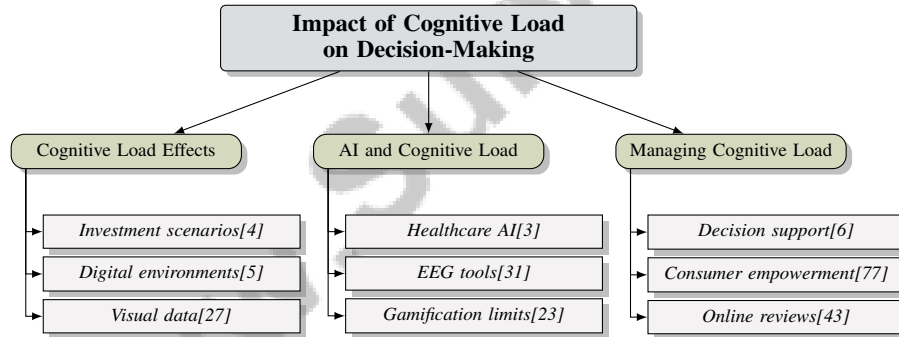 Impact of Cognitive Load
on Decision-Making
Cognitive Load Effects
AI and Cognitive Load
Managing Cognitive Load
Investment scenarios[4]
Healthcare AI[3]
Decision support[6]
Digital environments[5]
EEG tools[31]
Consumer empowerment[77]
Visual data[27]
Gamification limits[23]
Online reviews[43]